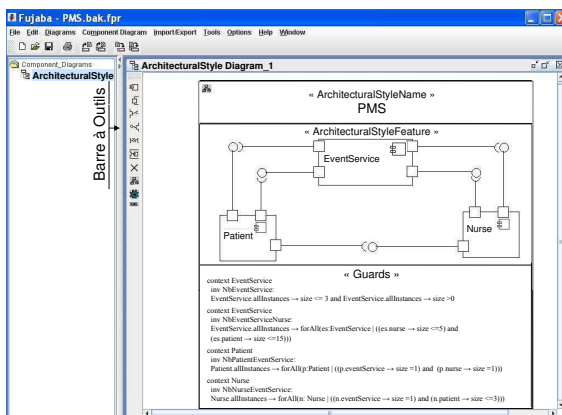 Fujaba - PMS.bak.fpr
File Edit Diagrams Component Diagram Import/Export Tools Options Help Window
Component_Diagrams
ArchitecturalStyle
Barre à Outils
ArchitecturalStyle Diagram_1
« ArchitecturalStyleName »
PMS
« ArchitecturalStyleFeature »
EventService
Patient
Nurse
« Guards »
context EventService
inv NbEventService:
EventService.allInstances → size <= 3 and EventService.allInstances → size >0
context EventService
inv NbEventServiceNurse:
EventService.allInstances → forAll(es:EventService | ((es.nurse → size <=5) and
(es.patient → size <=15)))
context Patient
inv NbPatientEventService:
Patient.allInstances → forAll(p:Patient | ((p.eventService → size =1) and (p.nurse → size =1)))
context Nurse
inv NbNurseEventService:
Nurse.allInstances → forAll(n: Nurse | ((n.eventService → size =1) and (n.patient → size <=3)))